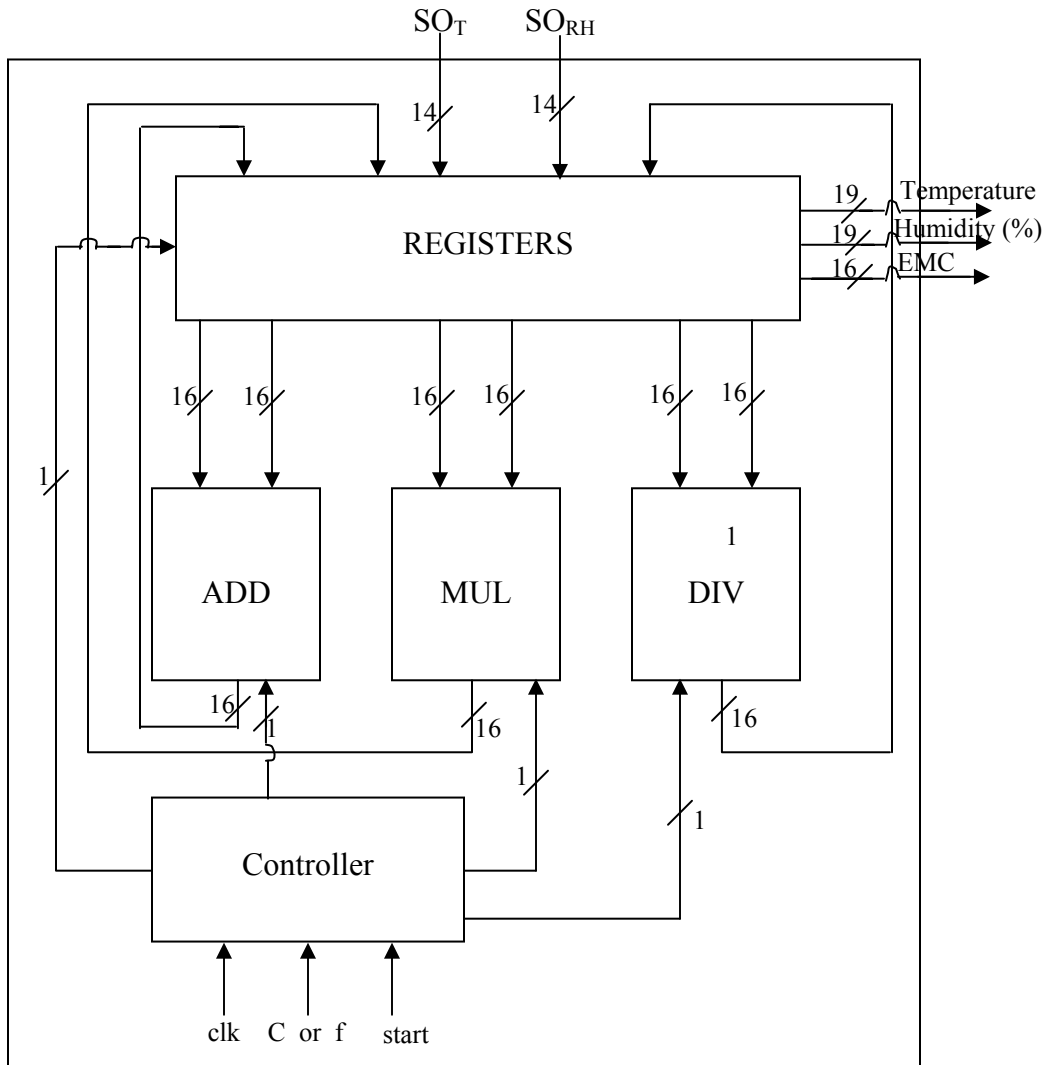 SOT SORH
14 14
19 Temperature
REGISTERS 19 Humidity (%)
16 EMC
16 16 16 16 16 16
1
1
ADD MUL DIV
16 1 16 16
1 1
Controller
clk C or f start